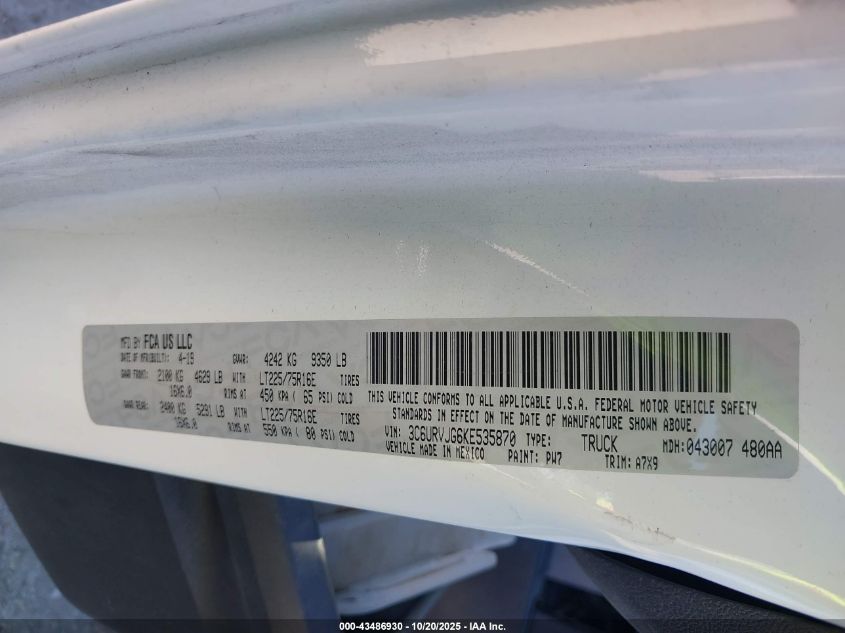 MFD BY FCA US LLC
DATE OF MFR(BUILT): 4-19 GVWR: 4242 KG 9350 LB
GAWR FRONT: 2100 KG 4629 LB WITH LT225/75R16E TIRES
16X6.0 RIMS AT 450 KPA ( 65 PSI) COLD
GAWR REAR: 2400 KG 5291 LB WITH LT225/75R16E TIRES
16X6.0 RIMS AT 550 KPA ( 80 PSI) COLD
THIS VEHICLE CONFORMS TO ALL APPLICABLE U.S.A. FEDERAL MOTOR VEHICLE SAFETY
STANDARDS IN EFFECT ON THE DATE OF MANUFACTURE SHOWN ABOVE.
VIN: 3C6URVJG6KE535870 TYPE: TRUCK MDH: 043007 480AA
VEHICLE MADE IN MEXICO PAINT: PW7 TRIM: A7X9
000-43486930 | 10/20/2025 | IAA Inc.